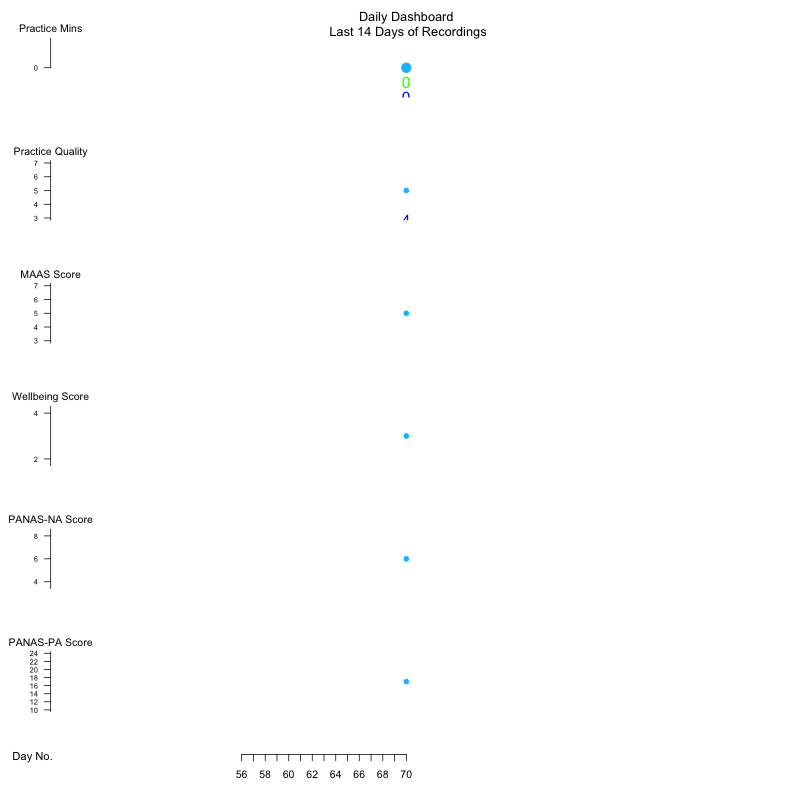 Daily Dashboard
Last 14 Days of Recordings
Practice Mins
0
0
0
Practice Quality
7
6
5
4
3
4
MAAS Score
7
6
5
4
3
Wellbeing Score
4
2
PANAS-NA Score
8
6
4
PANAS-PA Score
24
22
20
18
16
14
12
10
Day No.
56 58 60 62 64 66 68 70